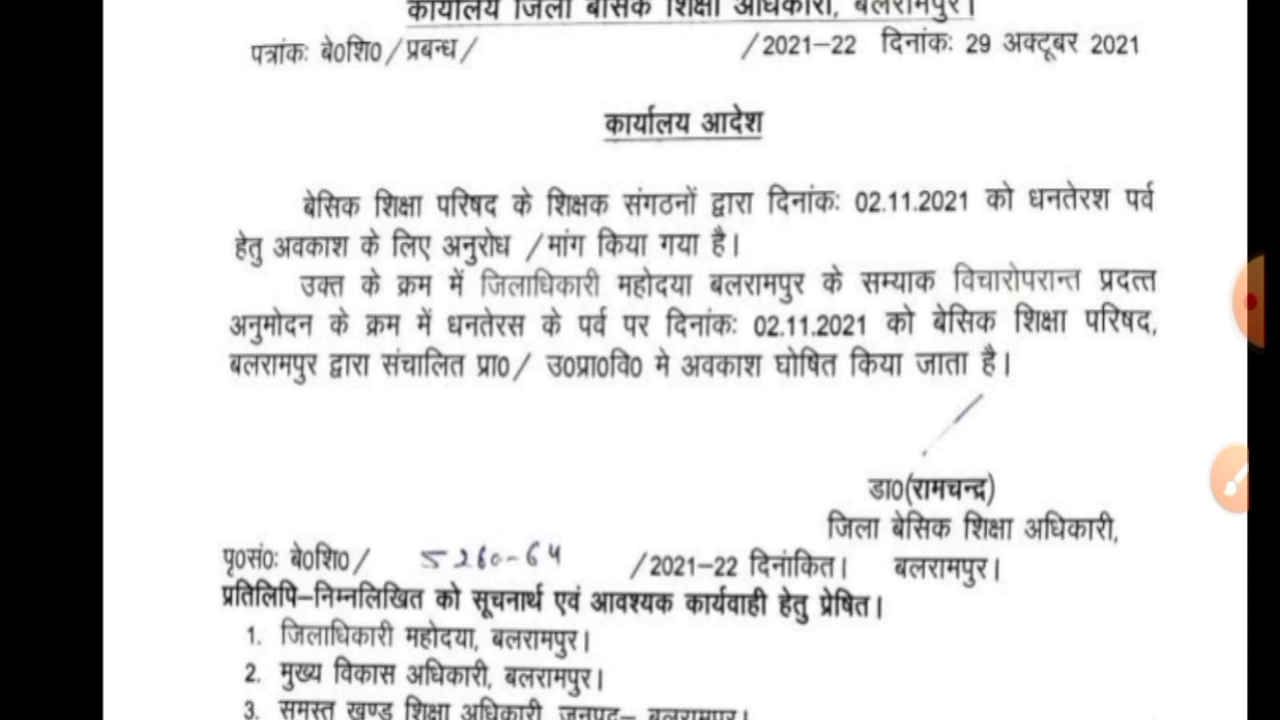 कार्यालय जिला बेसिक शिक्षा अधिकारी, बलरामपुर।
पत्रांकः बे0शि0/प्रबन्ध/ /2021–22 दिनांकः 29 अक्टूबर 2021
कार्यालय आदेश
बेसिक शिक्षा परिषद के शिक्षक संगठनों द्वारा दिनांकः 02.11.2021 को धनतेरश पर्व
हेतु अवकाश के लिए अनुरोध /मांग किया गया है।
उक्त के क्रम में जिलाधिकारी महोदया बलरामपुर के सम्याक विचारोपरान्त प्रदत्त
अनुमोदन के क्रम में धनतेरस के पर्व पर दिनांकः 02.11.2021 को बेसिक शिक्षा परिषद,
बलरामपुर द्वारा संचालित प्रा0/ उ0प्रा0वि0 मे अवकाश घोषित किया जाता है।
डा0(रामचन्द्र)
जिला बेसिक शिक्षा अधिकारी,
बलरामपुर।
पृ0सं0: बे0शि0/ 5260-64 /2021–22 दिनांकित।
प्रतिलिपि–निम्नलिखित को सूचनार्थ एवं आवश्यक कार्यवाही हेतु प्रेषित।
1. जिलाधिकारी महोदया, बलरामपुर।
2. मुख्य विकास अधिकारी, बलरामपुर।
3. समस्त खण्ड शिक्षा अधिकारी, जनपद– बलरामपुर।